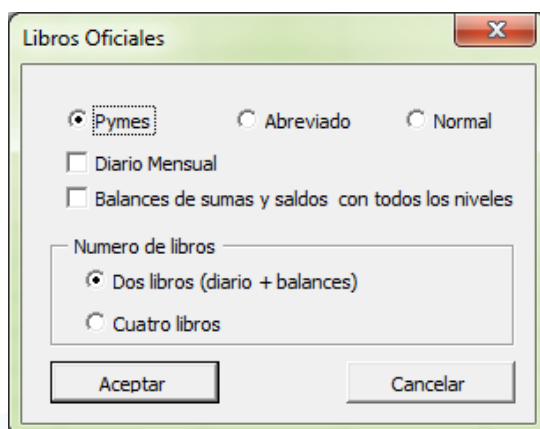 Libros Oficiales
Pymes Abreviado Normal
Diario Mensual
Balances de sumas y saldos con todos los niveles
Numero de libros
Dos libros (diario + balances)
Cuatro libros
Aceptar Cancelar